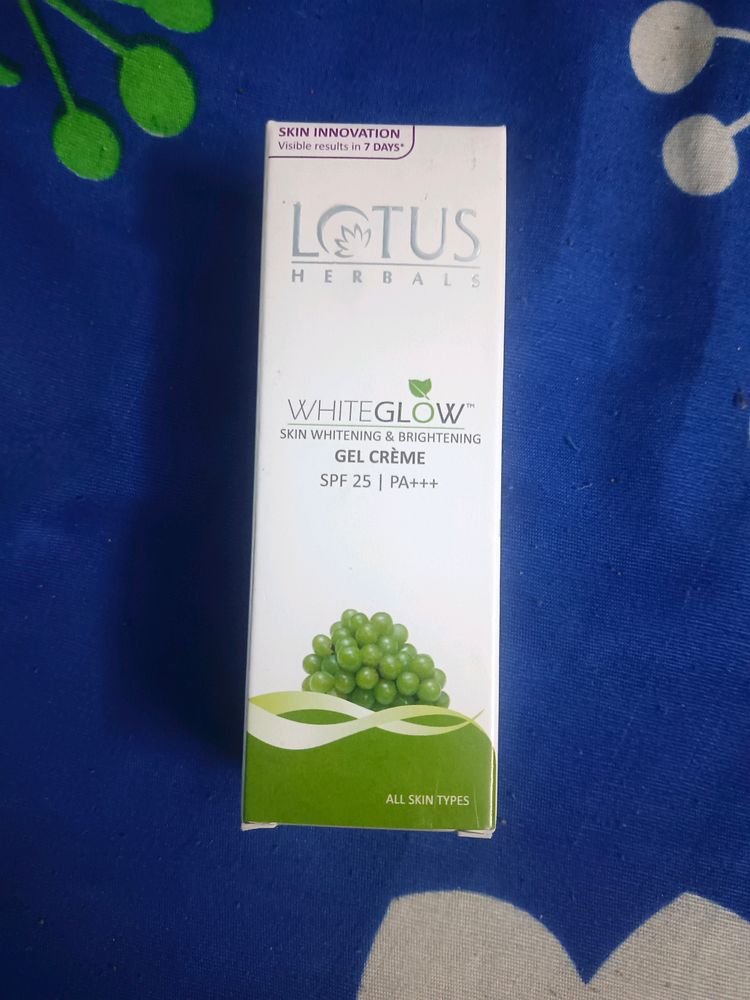 SKIN INNOVATION
Visible results in 7 DAYS*
LOTUS
HERBALS
WHITEGLOW™
SKIN WHITENING & BRIGHTENING
GEL CRÈME
SPF 25 | PA+++
ALL SKIN TYPES